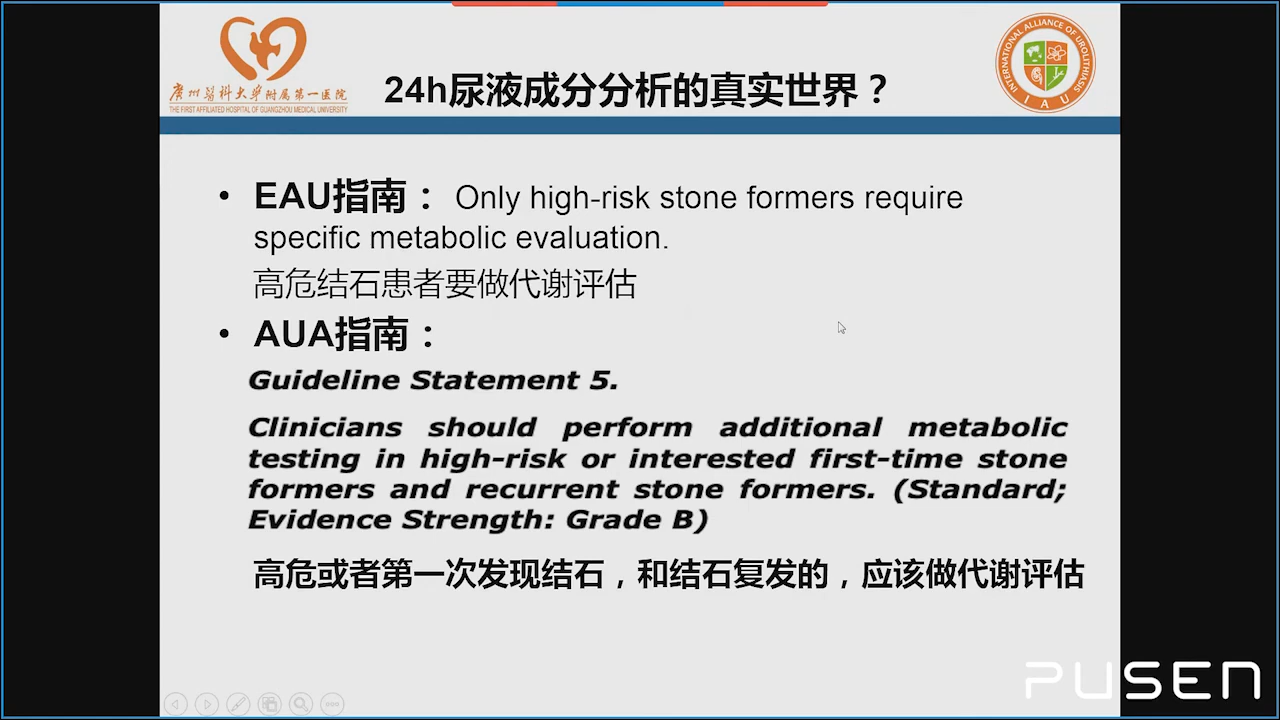 广州医科大学附属第一医院
THE FIRST AFFILIATED HOSPITAL OF GUANGZHOU MEDICAL UNIVERSITY
24h尿液成分分析的真实世界？
INTERNATIONAL ALLIANCE OF UROLITHIASIS
I A U
• EAU指南： Only high-risk stone formers require
specific metabolic evaluation.
高危结石患者要做代谢评估
• AUA指南：
Guideline Statement 5.
Clinicians should perform additional metabolic
testing in high-risk or interested first-time stone
formers and recurrent stone formers. (Standard;
Evidence Strength: Grade B)
高危或者第一次发现结石，和结石复发的，应该做代谢评估
PUSEN